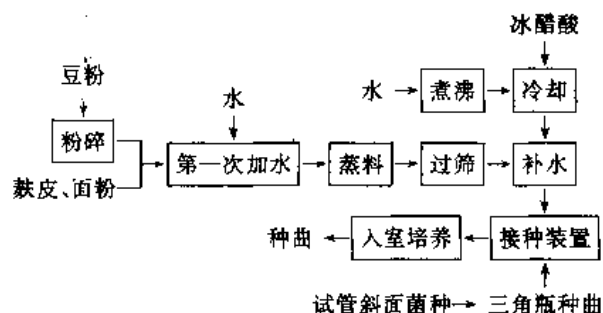 冰醋酸
豆粉
水
水
煮沸
冷却
粉碎
第一次加水
蒸料
过筛
补水
麸皮、面粉
种曲
入室培养
接种装置
试管斜面菌种
三角瓶种曲